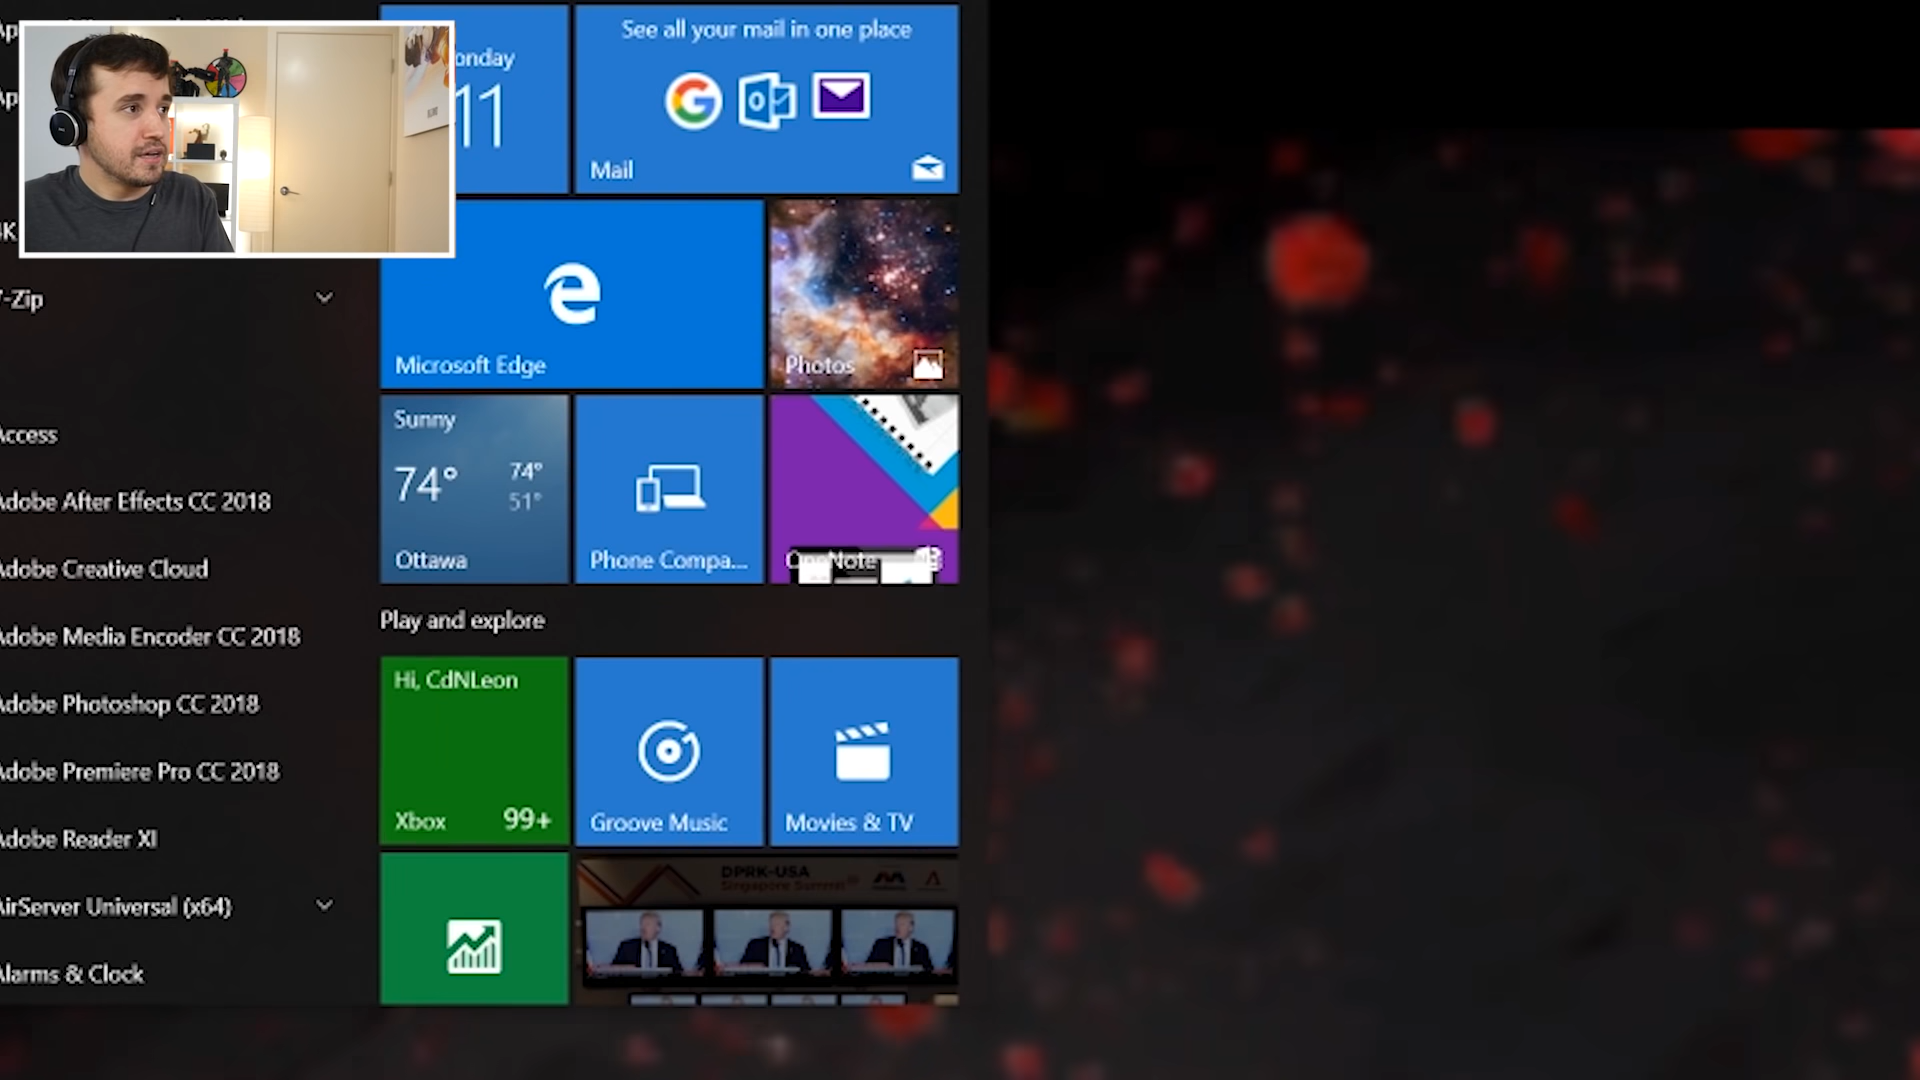 onday
11
See all your mail in one place
Mail
-Zip
Microsoft Edge
Photos
Access
Sunny
74°
74°
51°
Ottawa
Phone Compa...
OneNote
Adobe After Effects CC 2018
Adobe Creative Cloud
Adobe Media Encoder CC 2018
Adobe Photoshop CC 2018
Adobe Premiere Pro CC 2018
Adobe Reader XI
AirServer Universal (x64)
Alarms & Clock
Play and explore
Hi, CdNLeon
Xbox
99+
Groove Music
Movies & TV
DPRK-USA
Singapore Summit